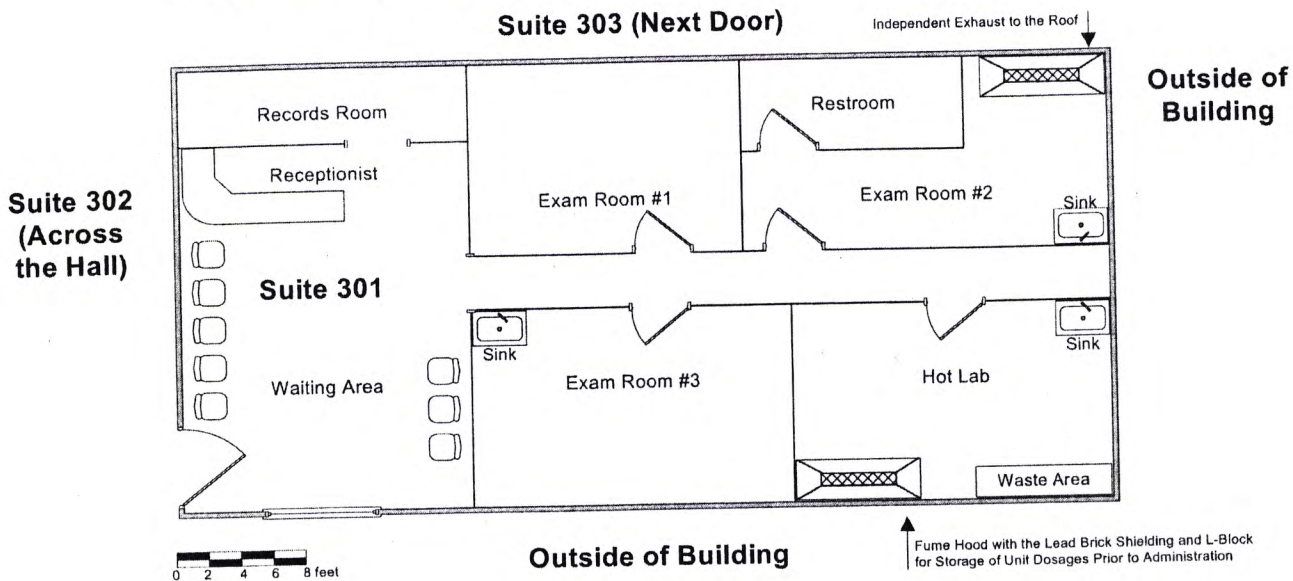 Suite 303 (Next Door)
Independent Exhaust to the Roof
Outside of
Building
Records Room
Restroom
Receptionist
Suite 302
(Across
the Hall)
Exam Room #1
Exam Room #2
Sink
Suite 301
Sink
Sink
Waiting Area
Exam Room #3
Hot Lab
Waste Area
0 2 4 6 8 feet
Outside of Building
Fume Hood with the Lead Brick Shielding and L-Block
for Storage of Unit Dosages Prior to Administration